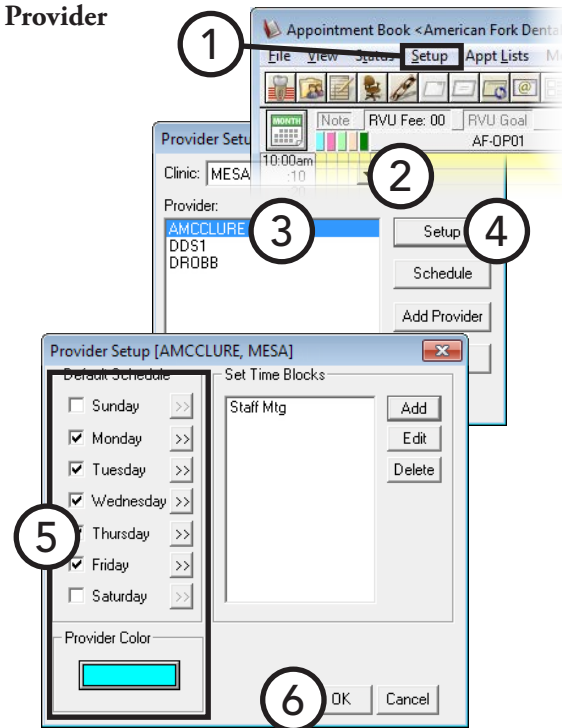 Provider
1
Appointment Book <American Fork Denta
File View Status Setup Appt Lists
MONTH Note RVU Fee: 00 RVU Goal
AF-OP01
10:00am
:10
Provider Setu
Clinic: MESA
2
Provider:
AMCCLURE
DDS1
DROBB
3
Setup
4
Schedule
Add Provider
Provider Setup [AMCCLURE, MESA]
Default Schedule
Sunday >>
Monday >>
Tuesday >>
Wednesday >>
Thursday >>
Friday >>
Saturday >>
5
Provider Color
Set Time Blocks
Staff Mtg
Add
Edit
Delete
6
OK
Cancel